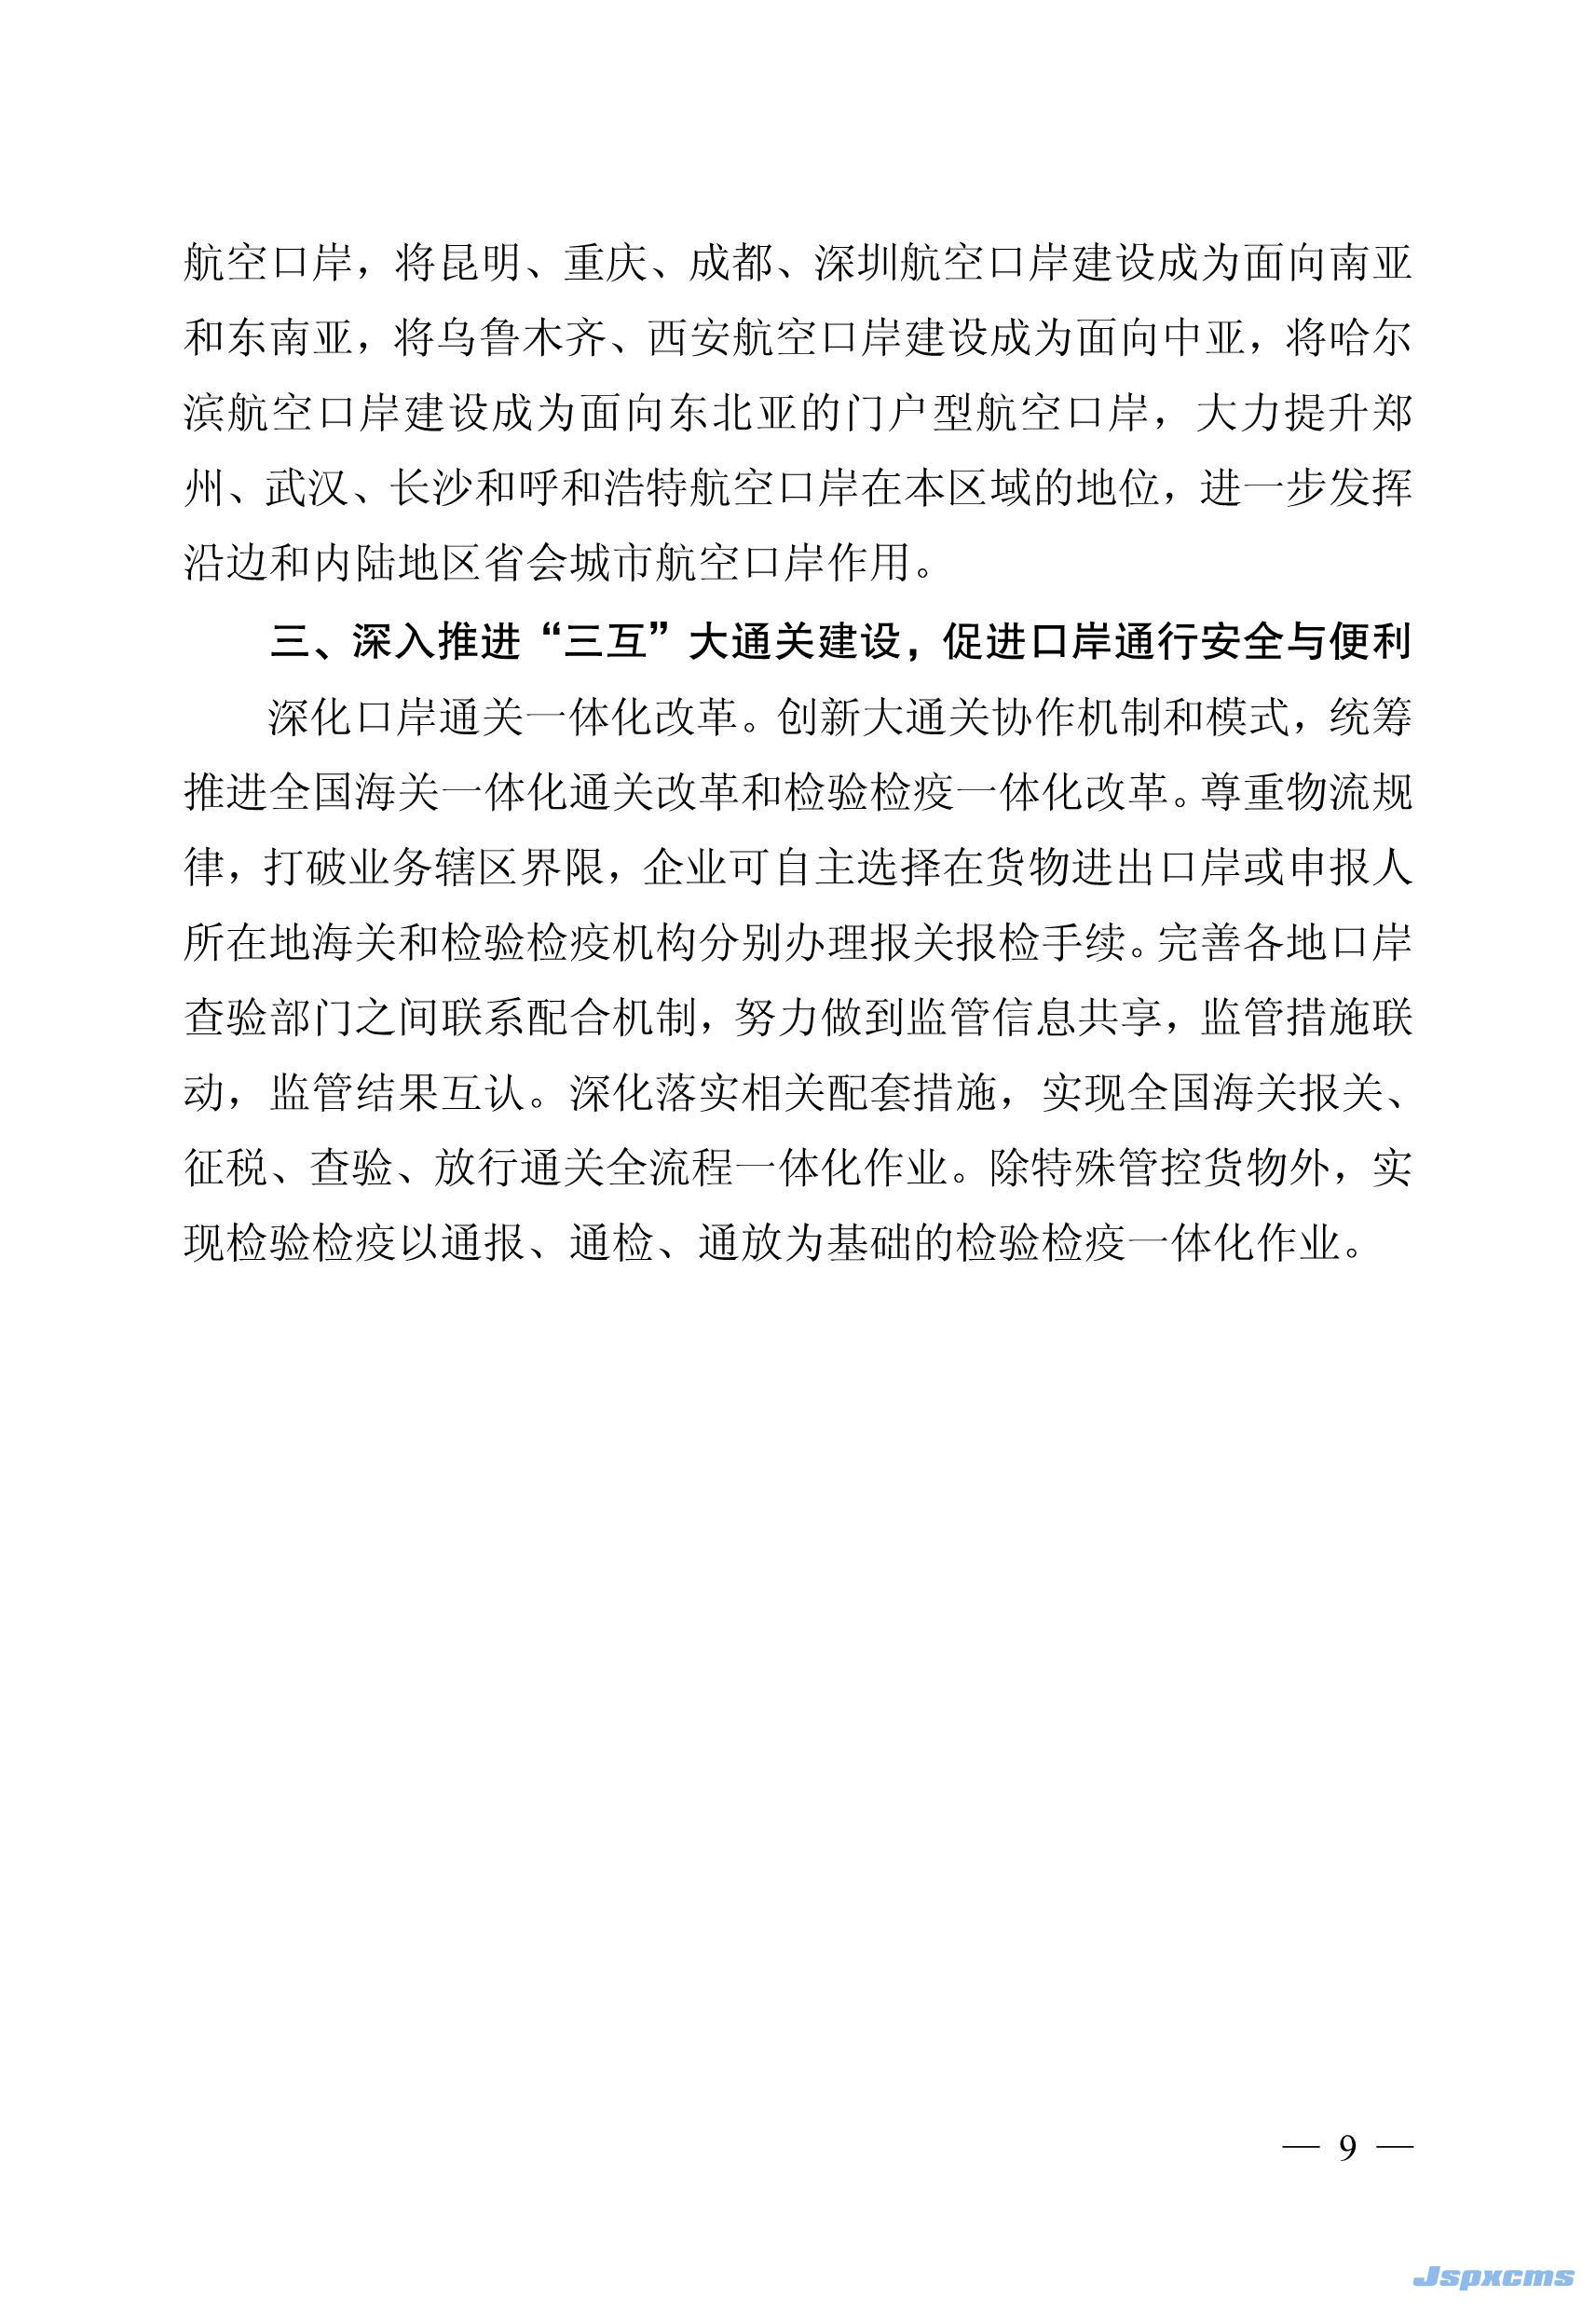 航空口岸，将昆明、重庆、成都、深圳航空口岸建设成为面向南亚
和东南亚，将乌鲁木齐、西安航空口岸建设成为面向中亚，将哈尔
滨航空口岸建设成为面向东北亚的门户型航空口岸，大力提升郑
州、武汉、长沙和呼和浩特航空口岸在本区域的地位，进一步发挥
沿边和内陆地区省会城市航空口岸作用。
三、深入推进“三互”大通关建设，促进口岸通行安全与便利
深化口岸通关一体化改革。创新大通关协作机制和模式，统筹
推进全国海关一体化通关改革和检验检疫一体化改革。尊重物流规
律，打破业务辖区界限，企业可自主选择在货物进出口岸或申报人
所在地海关和检验检疫机构分别办理报关报检手续。完善各地口岸
查验部门之间联系配合机制，努力做到监管信息共享，监管措施联
动，监管结果互认。深化落实相关配套措施，实现全国海关报关、
征税、查验、放行通关全流程一体化作业。除特殊管控货物外，实
现检验检疫以通报、通检、通放为基础的检验检疫一体化作业。
— 9 —
Jspxcms